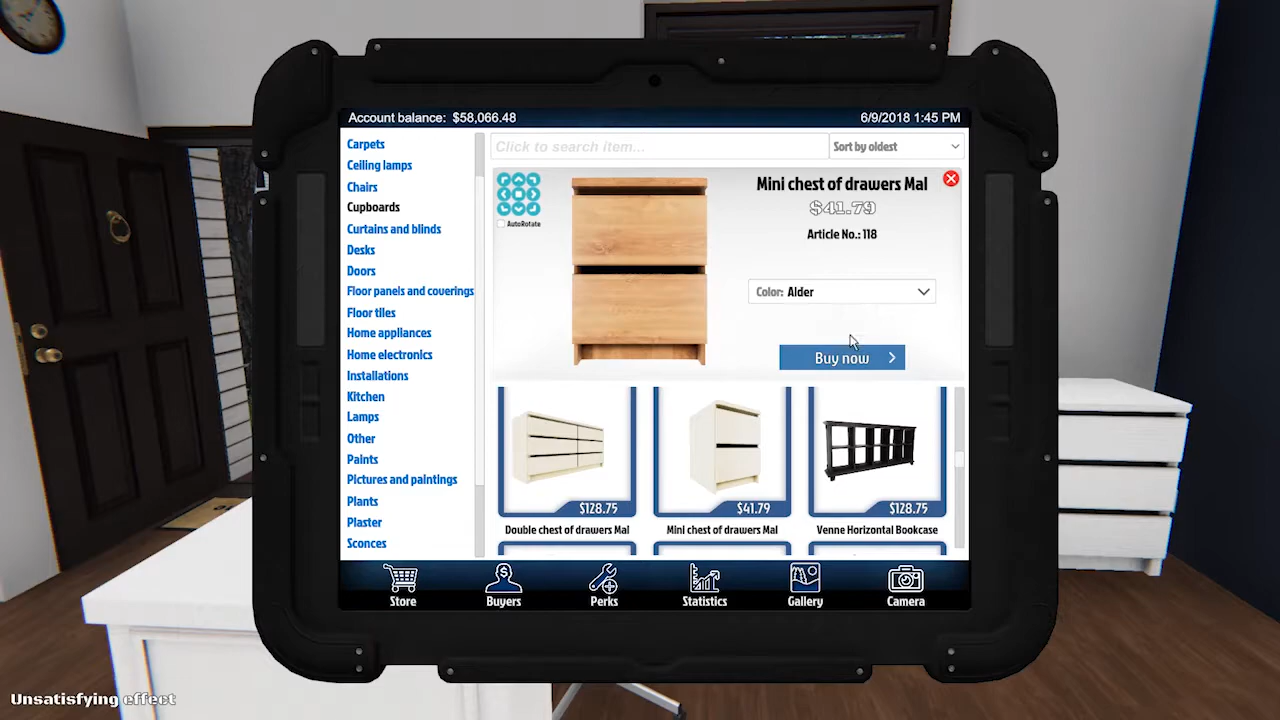 Account balance: $58,066.48
6/9/2018 1:45 PM
Carpets
Ceiling lamps
Chairs
Cupboards
Curtains and blinds
Desks
Doors
Floor panels and coverings
Floor tiles
Home appliances
Home electronics
Installations
Kitchen
Lamps
Other
Paints
Pictures and paintings
Plants
Plaster
Sconces
Click to search item...
Sort by oldest
AutoRotate
Mini chest of drawers Mal
$41.79
Article No.: 118
Color: Alder
Buy now
$128.75
$41.79
$128.75
Double chest of drawers Mal
Mini chest of drawers Mal
Venne Horizontal Bookcase
Store
Buyers
Perks
Statistics
Gallery
Camera
Unsatisfying effect